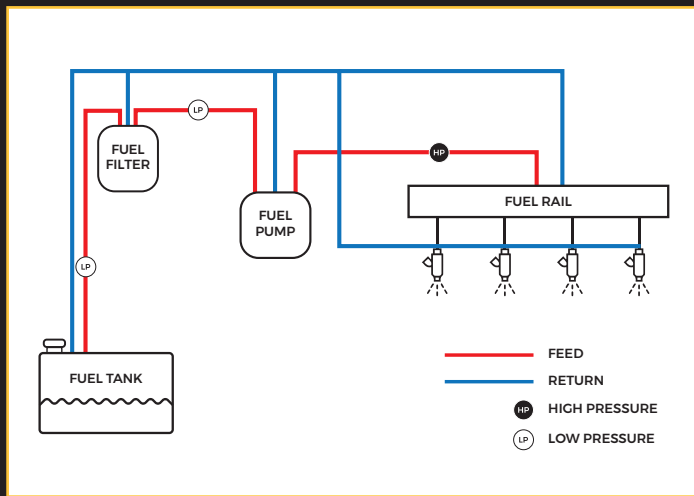 LP
FUEL
FILTER
HP
FUEL RAIL
FUEL
PUMP
LP
FUEL TANK
FEED
RETURN
HP HIGH PRESSURE
LP LOW PRESSURE